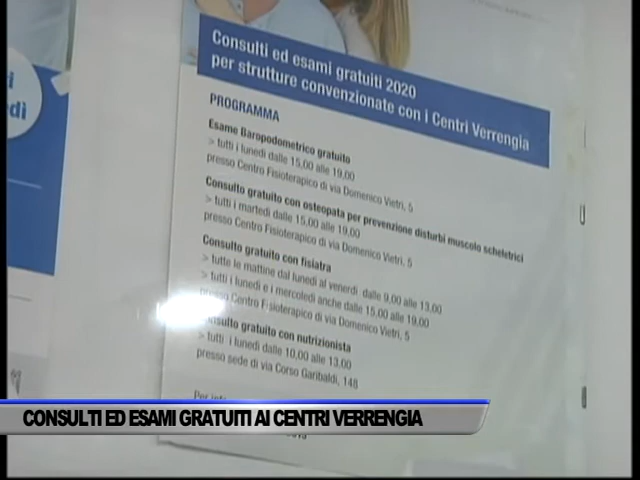 Consulti ed esami gratuiti 2020
per strutture convenzionate con i Centri Verrengia
PROGRAMMA
Esame Baropodometrico gratuito
> tutti i lunedì dalle 15,00 alle 19,00
presso Centro Fisioterapico di via Domenico Vietri, 5
Consulto gratuito con osteopata per prevenzione disturbi muscolo scheletrici
> tutti i martedì dalle 15,00 alle 19,00
presso Centro Fisioterapico di via Domenico Vietri, 5
Consulto gratuito con fisiatra
> tutte le mattine dal lunedì al venerdì dalle 9,00 alle 13,00
> tutti i lunedì e i mercoledì anche dalle 15,00 alle 19,00
presso Centro Fisioterapico di via Domenico Vietri, 5
Consulto gratuito con nutrizionista
> tutti i lunedì dalle 10,00 alle 13,00
presso sede di via Corso Garibaldi, 148
Per
CONSULTI ED ESAMI GRATUITI AI CENTRI VERRENGIA